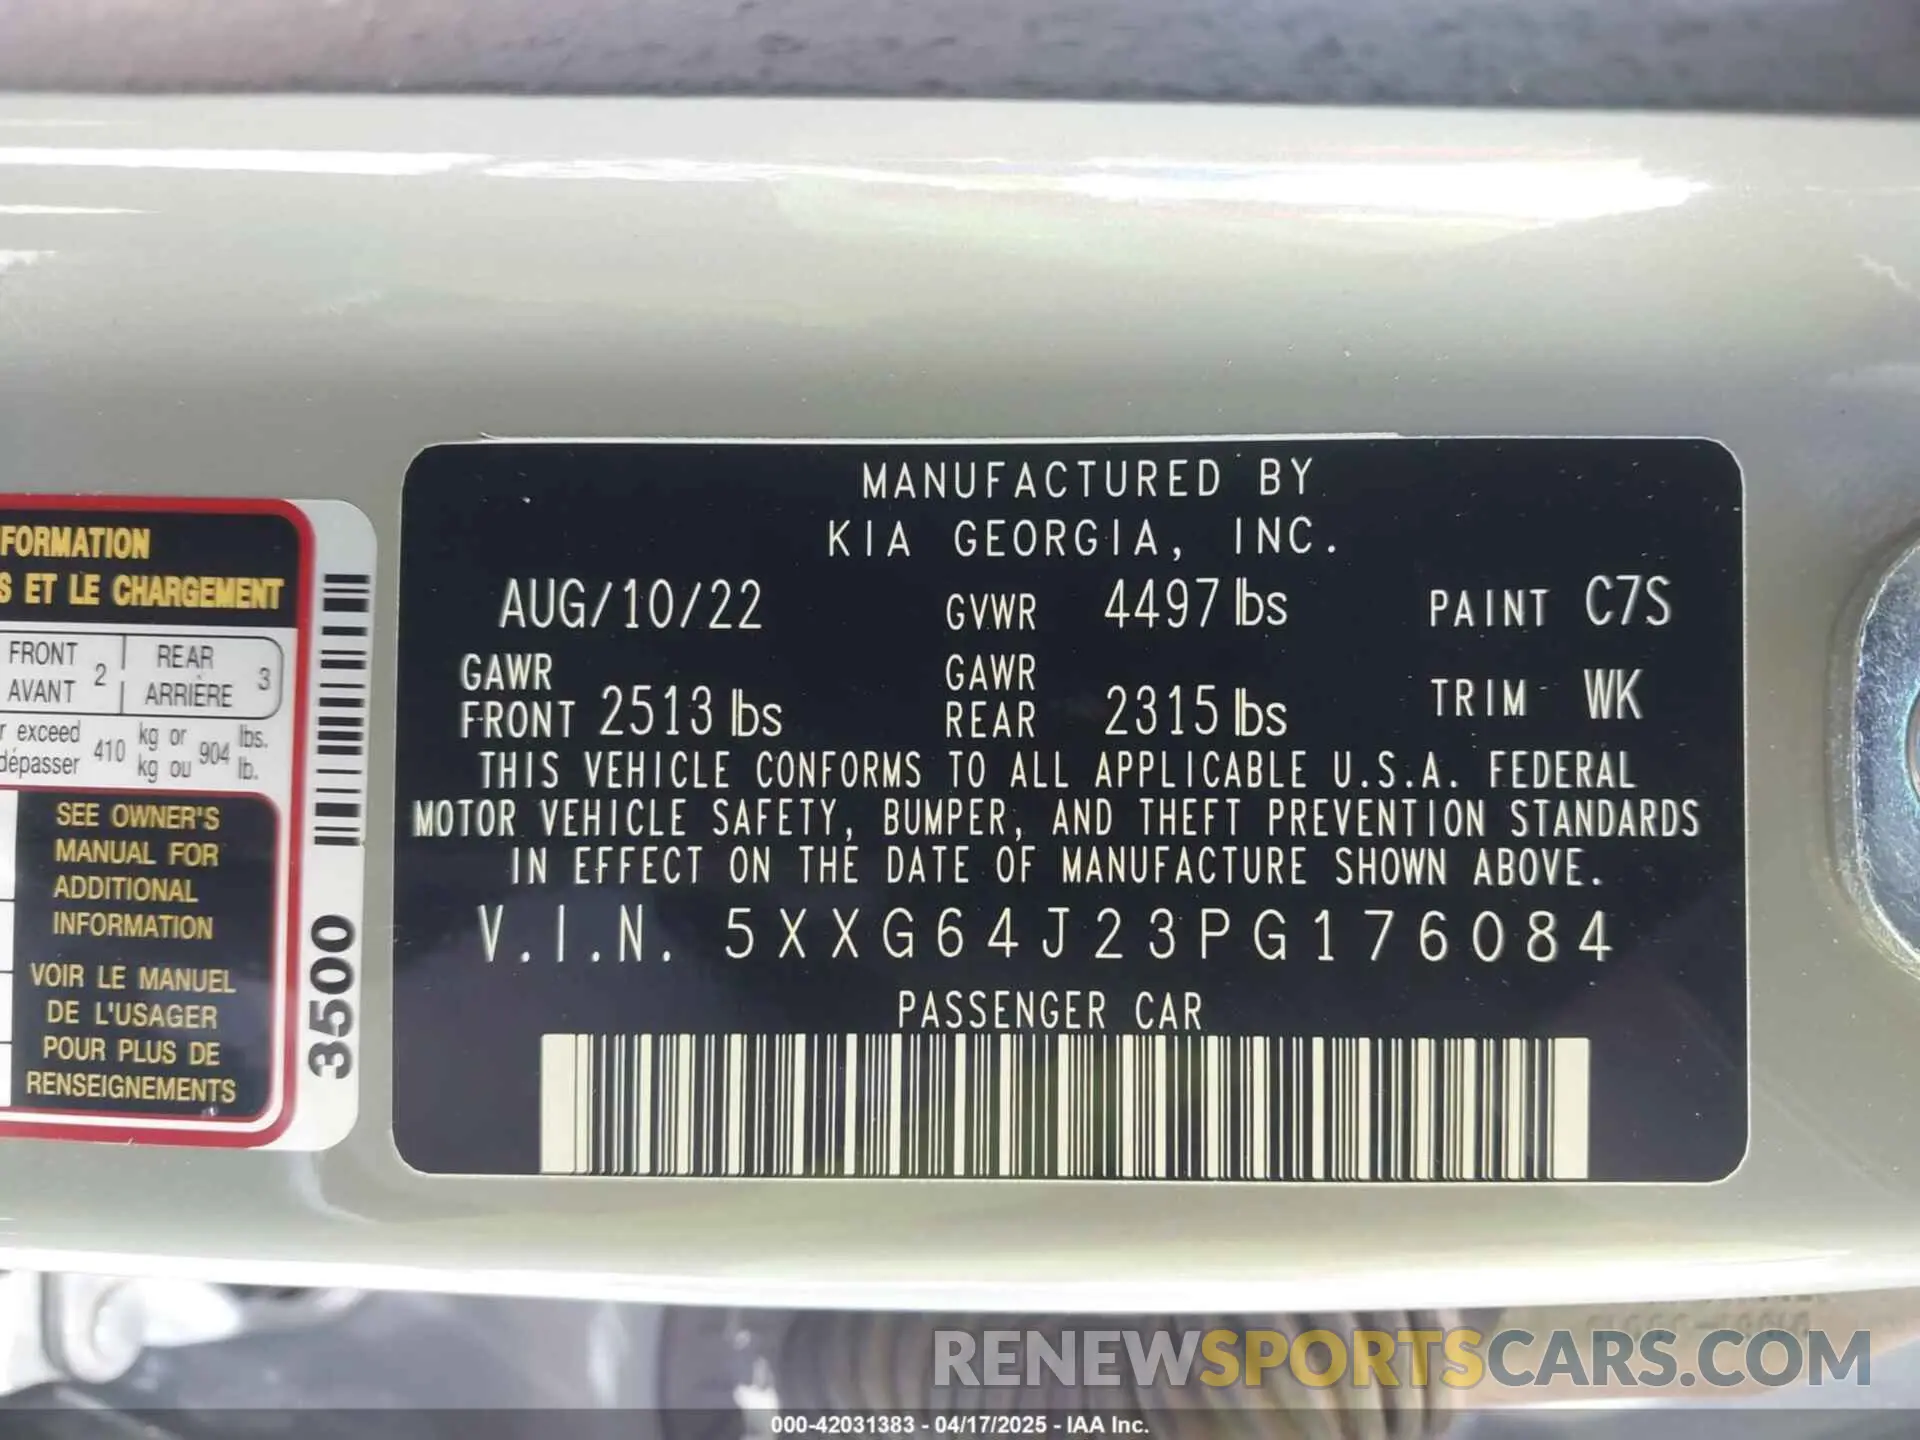 MANUFACTURED BY
KIA GEORGIA, INC.
AUG/10/22 GVWR 4497 lbs PAINT C7S
GAWR FRONT 2513 lbs GAWR REAR 2315 lbs TRIM WK
THIS VEHICLE CONFORMS TO ALL APPLICABLE U.S.A. FEDERAL
MOTOR VEHICLE SAFETY, BUMPER, AND THEFT PREVENTION STANDARDS
IN EFFECT ON THE DATE OF MANUFACTURE SHOWN ABOVE.
V.I.N. 5XXG64J23PG176084
PASSENGER CAR
FORMATION
S ET LE CHARGEMENT
FRONT AVANT 2 REAR ARRIÈRE 3
r exceed
dépasser 410 kg or kg ou 904 lbs. lb.
SEE OWNER'S
MANUAL FOR
ADDITIONAL
INFORMATION
VOIR LE MANUEL
DE L'USAGER
POUR PLUS DE
RENSEIGNEMENTS
3500
RENEWSPORTSCARS.COM
000-42031383 - 04/17/2025 - IAA Inc.